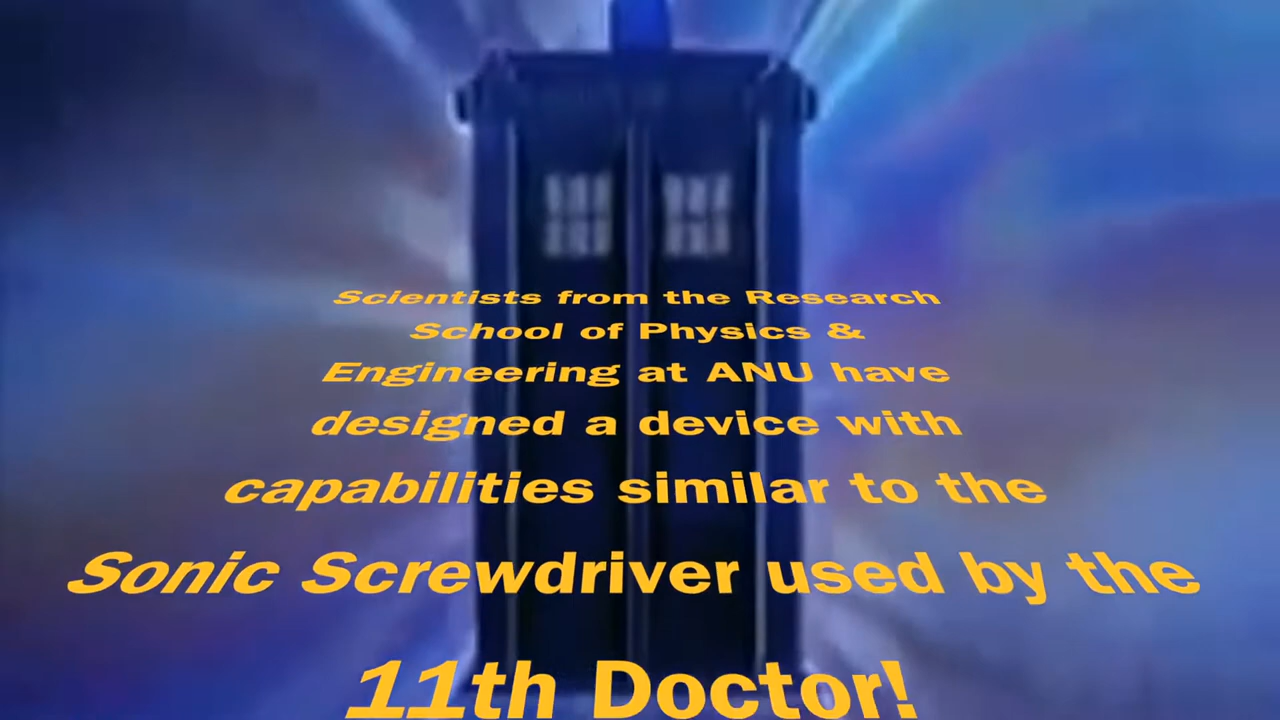 Scientists from the Research
School of Physics &
Engineering at ANU have
designed a device with
capabilities similar to the
Sonic Screwdriver used by the
11th Doctor!